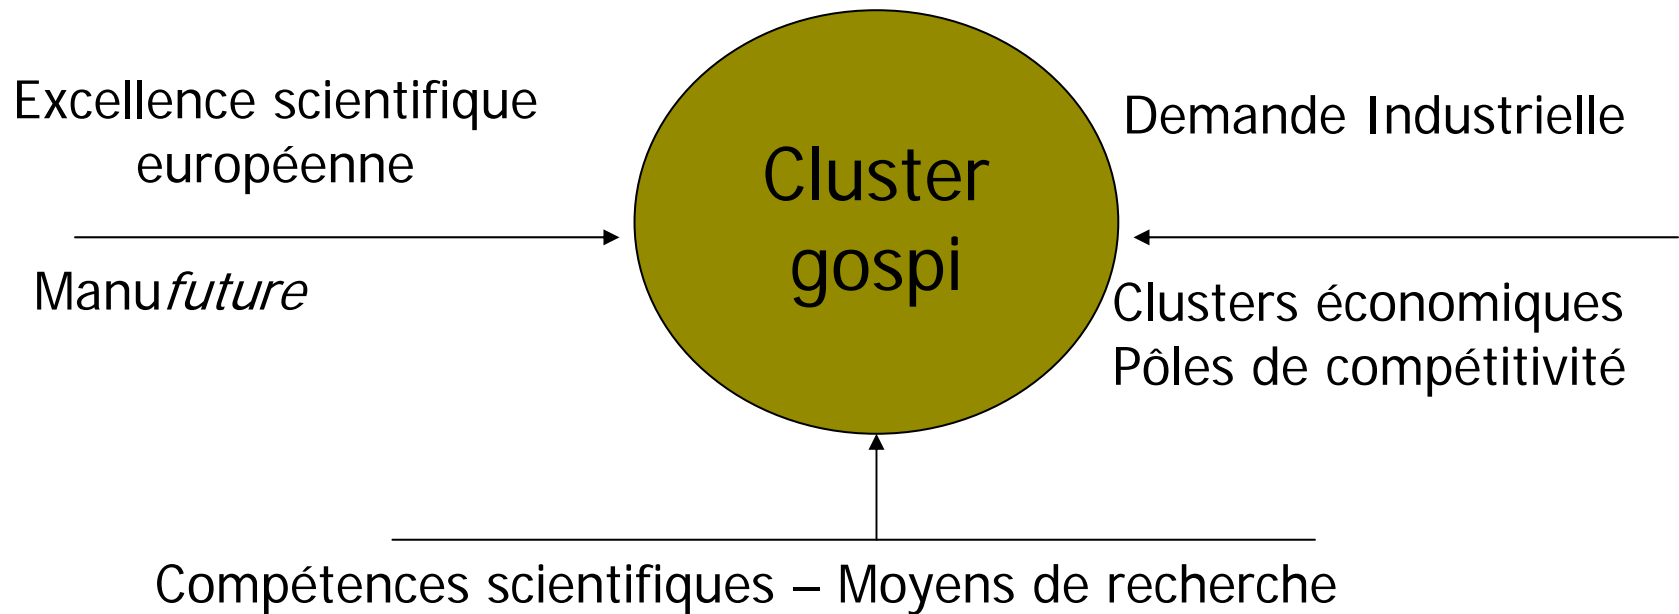 Excellence scientifique
européenne
Manufuture
Cluster
gospi
Demande Industrielle
Clusters économiques
Pôles de compétitivité
Compétences scientifiques – Moyens de recherche